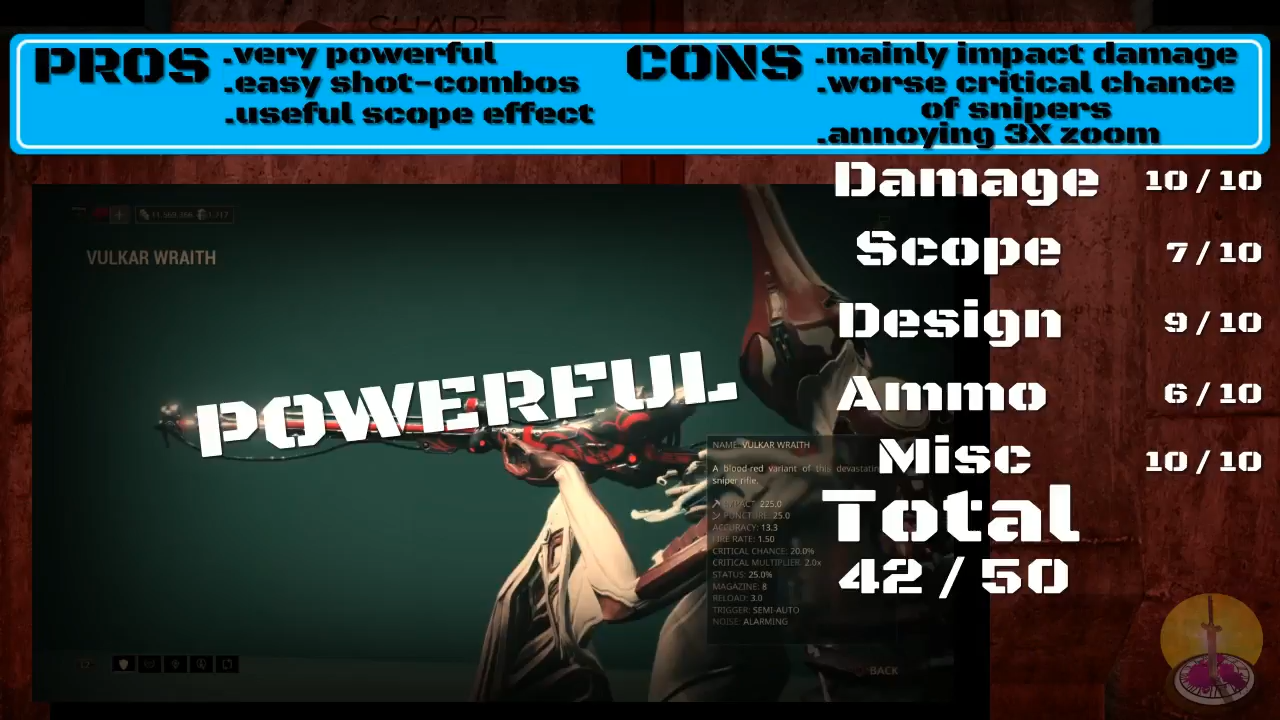 SHAPE
PROS
.very powerful
.easy shot-combos
.useful scope effect
CONS
.mainly impact damage
.worse critical chance
of snipers
.annoying 3X zoom
Damage 10 / 10
Scope 7 / 10
Design 9 / 10
Ammo 6 / 10
Misc 10 / 10
Total
42 / 50
VULKAR WRAITH
POWERFUL
NAME: VULKAR WRAITH
A blood-red variant of this devastatin
sniper rifle.
IMPACT: 225.0
PUNCTURE: 25.0
ACCURACY: 13.3
FIRE RATE: 1.50
CRITICAL CHANCE: 20.0%
CRITICAL MULTIPLIER: 2.0x
STATUS: 25.0%
MAGAZINE: 8
RELOAD: 3.0
TRIGGER: SEMI-AUTO
NOISE: ALARMING
BACK